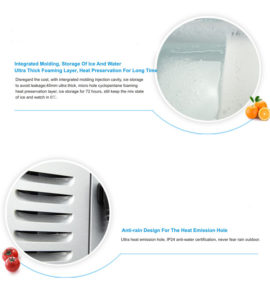 Integrated Molding, Storage Of Ice And Water
Ultra Thick Foaming Layer, Heat Preservation For Long Time
Disregard the cost, with intergrated molding injection cavity, ice storage
to avoid leakage;40mm ultra thick, micro hole cyclopentane foaming
heat preservation layer, ice storage for 72 hours, still keep the mix state
of ice and watch in 0℃.
Anti-rain Design For The Heat Emission Hole
Ultra heat emission hole, IP24 anti-water certification, never fear rain outdoor.